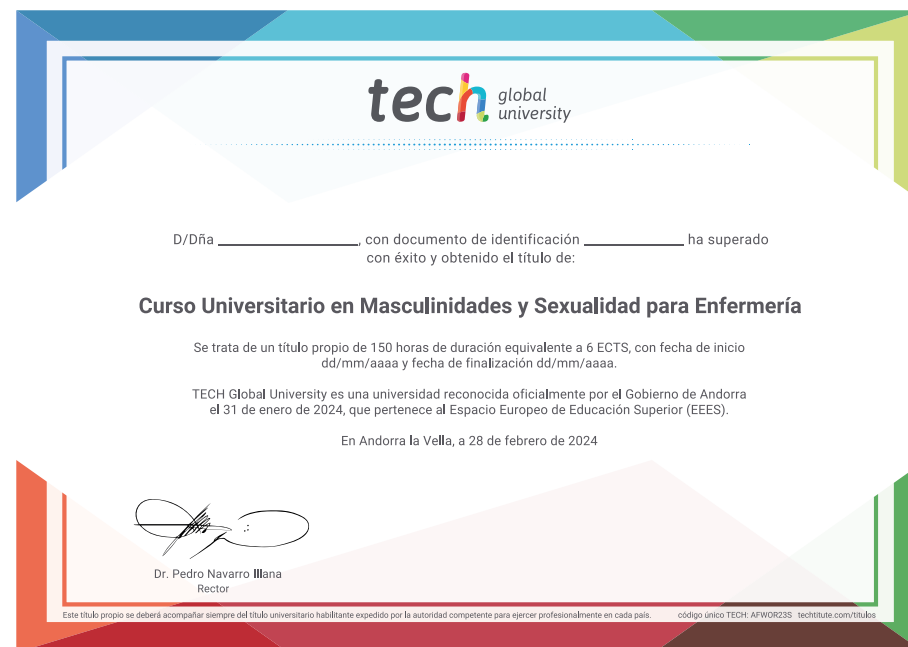 tech global university
D/Dña ____________________, con documento de identificación ______________ ha superado
con éxito y obtenido el título de:
Curso Universitario en Masculinidades y Sexualidad para Enfermería
Se trata de un título propio de 150 horas de duración equivalente a 6 ECTS, con fecha de inicio
dd/mm/aaaa y fecha de finalización dd/mm/aaaa.
TECH Global University es una universidad reconocida oficialmente por el Gobierno de Andorra
el 31 de enero de 2024, que pertenece al Espacio Europeo de Educación Superior (EEES).
En Andorra la Vella, a 28 de febrero de 2024
Dr. Pedro Navarro Illana
Rector
Este título propio se deberá acompañar siempre del título universitario habilitante expedido por la autoridad competente para ejercer profesionalmente en cada país. código único TECH: AFWOR23S techtitute.com/titulos